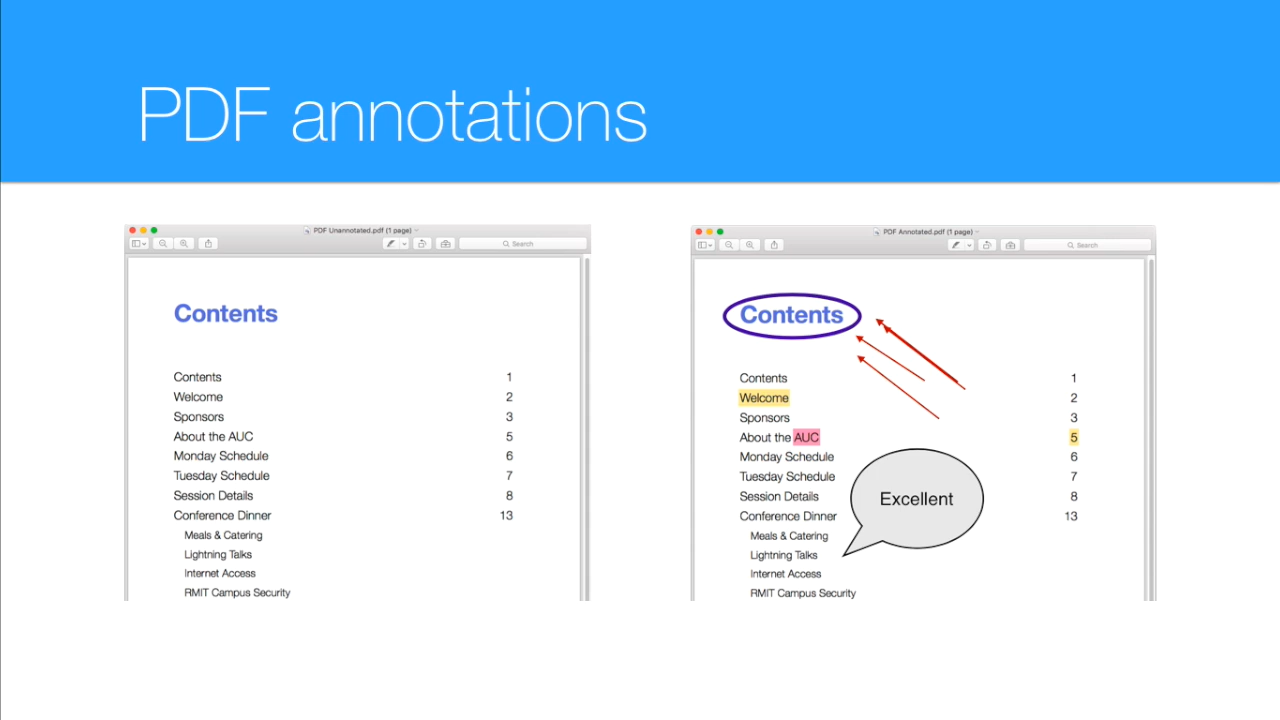 PDF annotations
PDF Unannotated.pdf (1 page)
Search
Contents
Contents 1
Welcome 2
Sponsors 3
About the AUC 5
Monday Schedule 6
Tuesday Schedule 7
Session Details 8
Conference Dinner 13
Meals & Catering
Lightning Talks
Internet Access
RMIT Campus Security
PDF Annotated.pdf (1 page)
Search
Contents
Contents 1
Welcome 2
Sponsors 3
About the AUC 5
Monday Schedule 6
Tuesday Schedule 7
Session Details 8
Excellent
Conference Dinner 13
Meals & Catering
Lightning Talks
Internet Access
RMIT Campus Security